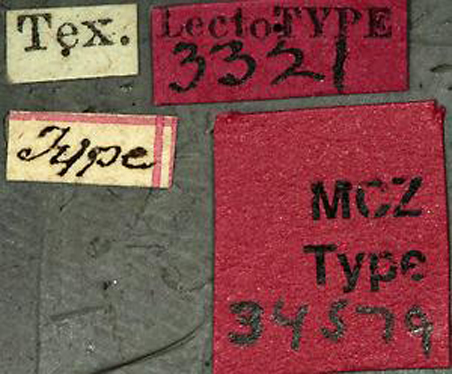 Tex.
LectoTYPE
3321
Type
MCZ
Type
34579